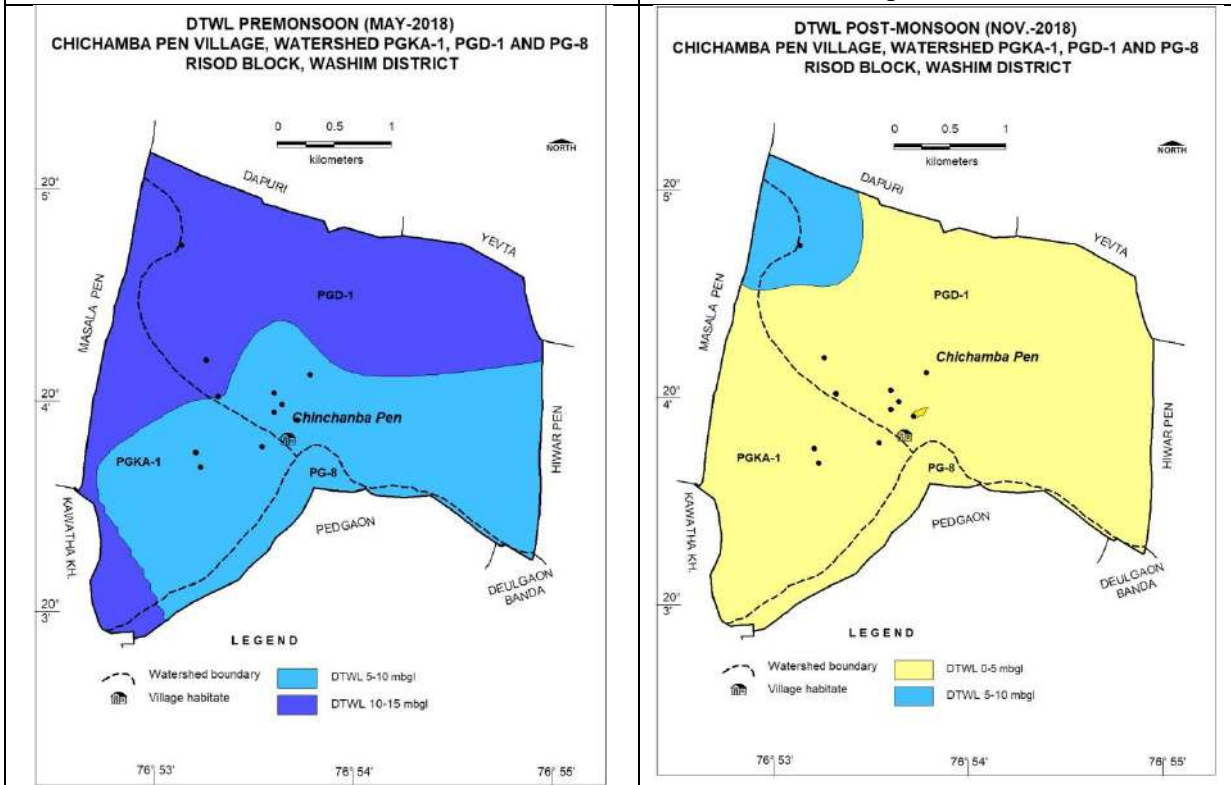 DTWL PREMONSOON (MAY-2018)
CHICHAMBA PEN VILLAGE, WATERSHED PGKA-1, PGD-1 AND PG-8
RISOD BLOCK, WASHIM DISTRICT
0 0.5 1
kilometers
NORTH
20°
5'
DAPURI
YEVTA
MASALA PEN
PGD-1
20°
4'
Chinchanba Pen
HIWAR PEN
PGKA-1
PG-8
KAWATHA KH.
PEDGAON
DEULGAON
BANDA
20°
3'
LEGEND
Watershed boundary
DTWL 5-10 mbgl
Village habitate
DTWL 10-15 mbgl
76° 53'
76° 54'
76° 55'
DTWL POST-MONSOON (NOV.-2018)
CHICHAMBA PEN VILLAGE, WATERSHED PGKA-1, PGD-1 AND PG-8
RISOD BLOCK, WASHIM DISTRICT
0 0.5 1
kilometers
NORTH
20°
5'
DAPURI
YEVTA
MASALA PEN
PGD-1
Chichamba Pen
20°
4'
HIWAR PEN
PGKA-1
PG-8
KAWATHA KH.
PEDGAON
DEULGAON
BANDA
20°
3'
LEGEND
Watershed boundary
DTWL 0-5 mbgl
Village habitate
DTWL 5-10 mbgl
76° 53'
76° 54'
76° 55'